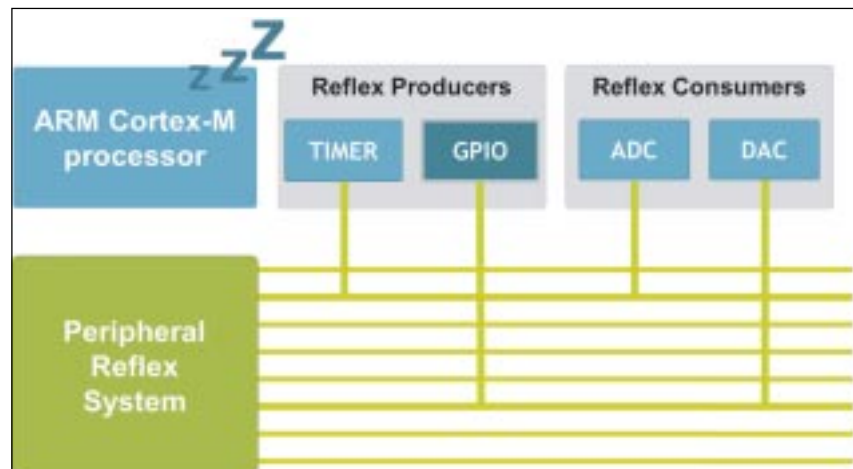 z z Z
ARM Cortex-M
processor
Reflex Producers
TIMER
GPIO
Reflex Consumers
ADC
DAC
Peripheral
Reflex
System